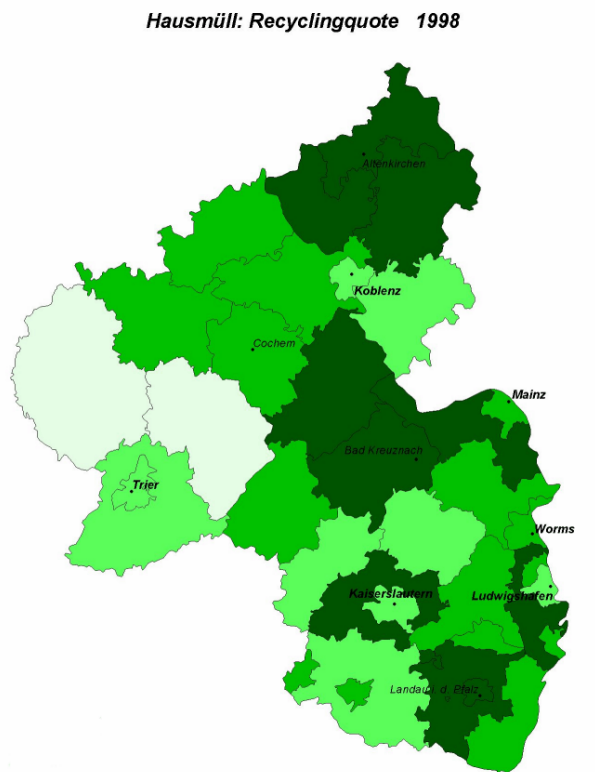 Hausmüll: Recyclingquote 1998
Altenkirchen
Koblenz
Cochem
Mainz
Bad Kreuznach
Trier
Worms
Kaiserslautern
Ludwigshafen
Landau i. d. Pfalz